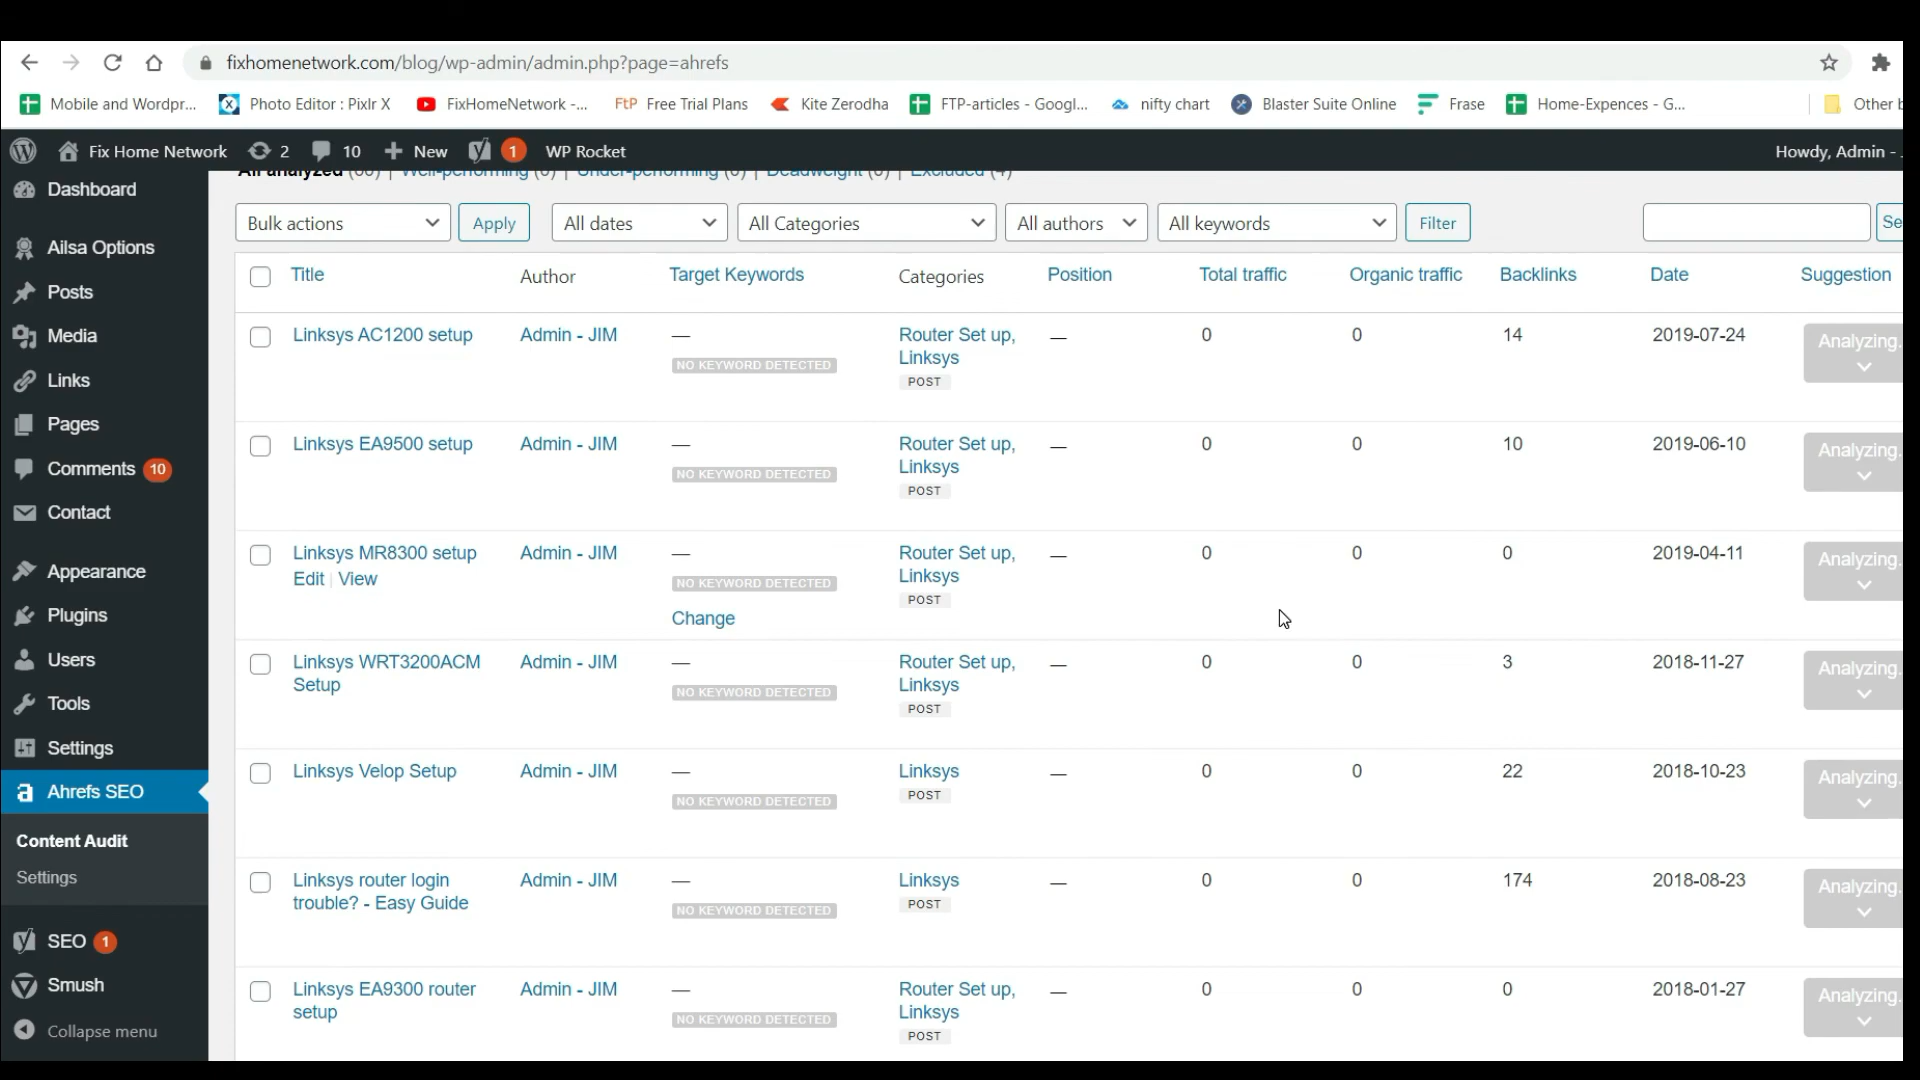 fixhomenetwork.com/blog/wp-admin/admin.php?page=ahrefs
Mobile and Wordpr... Photo Editor : Pixlr X FixHomeNetwork -... FtP Free Trial Plans Kite Zerodha FTP-articles - Googl... nifty chart Blaster Suite Online Frase Home-Expences - G... Other
Fix Home Network 2 10 New 1 WP Rocket Howdy, Admin -
Dashboard
Ailsa Options
Posts
Media
Links
Pages
Comments 10
Contact
Appearance
Plugins
Users
Tools
Settings
Ahrefs SEO
Content Audit
Settings
SEO 1
Smush
Collapse menu
All analyzed | Well-performing | Under-performing | Deadweight | Excluded (4)
Bulk actions Apply All dates All Categories All authors All keywords Filter Se
Title Author Target Keywords Categories Position Total traffic Organic traffic Backlinks Date Suggestion
Linksys AC1200 setup Admin - JIM — Router Set up, — 0 0 14 2019-07-24 Analyzing.
NO KEYWORD DETECTED Linksys
POST
Linksys EA9500 setup Admin - JIM — Router Set up, — 0 0 10 2019-06-10 Analyzing.
NO KEYWORD DETECTED Linksys
POST
Linksys MR8300 setup Admin - JIM — Router Set up, — 0 0 0 2019-04-11 Analyzing.
Edit | View NO KEYWORD DETECTED Linksys
POST
Change
Linksys WRT3200ACM Admin - JIM — Router Set up, — 0 0 3 2018-11-27 Analyzing.
Setup NO KEYWORD DETECTED Linksys
POST
Linksys Velop Setup Admin - JIM — Linksys — 0 0 22 2018-10-23 Analyzing.
NO KEYWORD DETECTED POST
Linksys router login Admin - JIM — Linksys — 0 0 174 2018-08-23 Analyzing.
trouble? - Easy Guide NO KEYWORD DETECTED POST
Linksys EA9300 router Admin - JIM — Router Set up, — 0 0 0 2018-01-27 Analyzing.
setup NO KEYWORD DETECTED Linksys
POST